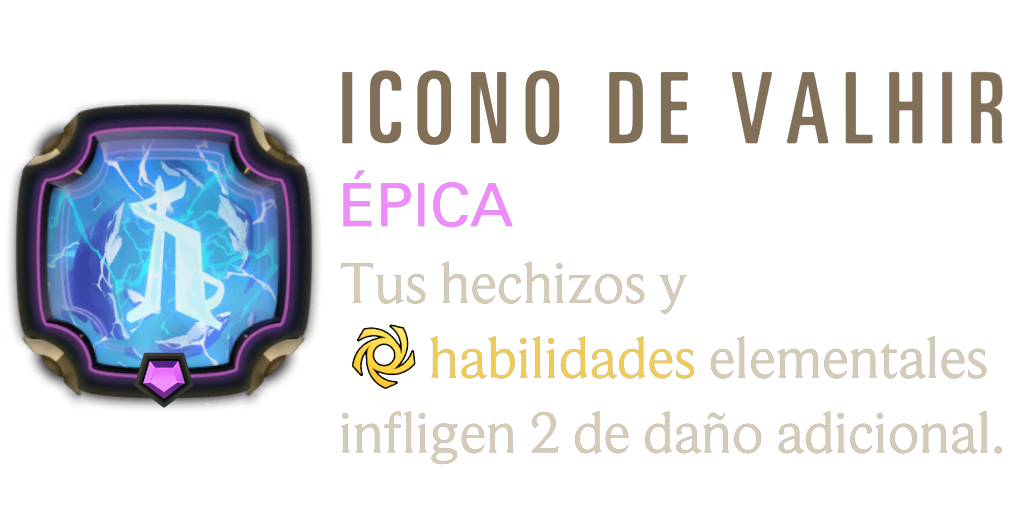 ICONO DE VALHIR
ÉPICA
Tus hechizos y
habilidades elementales
infligen 2 de daño adicional.